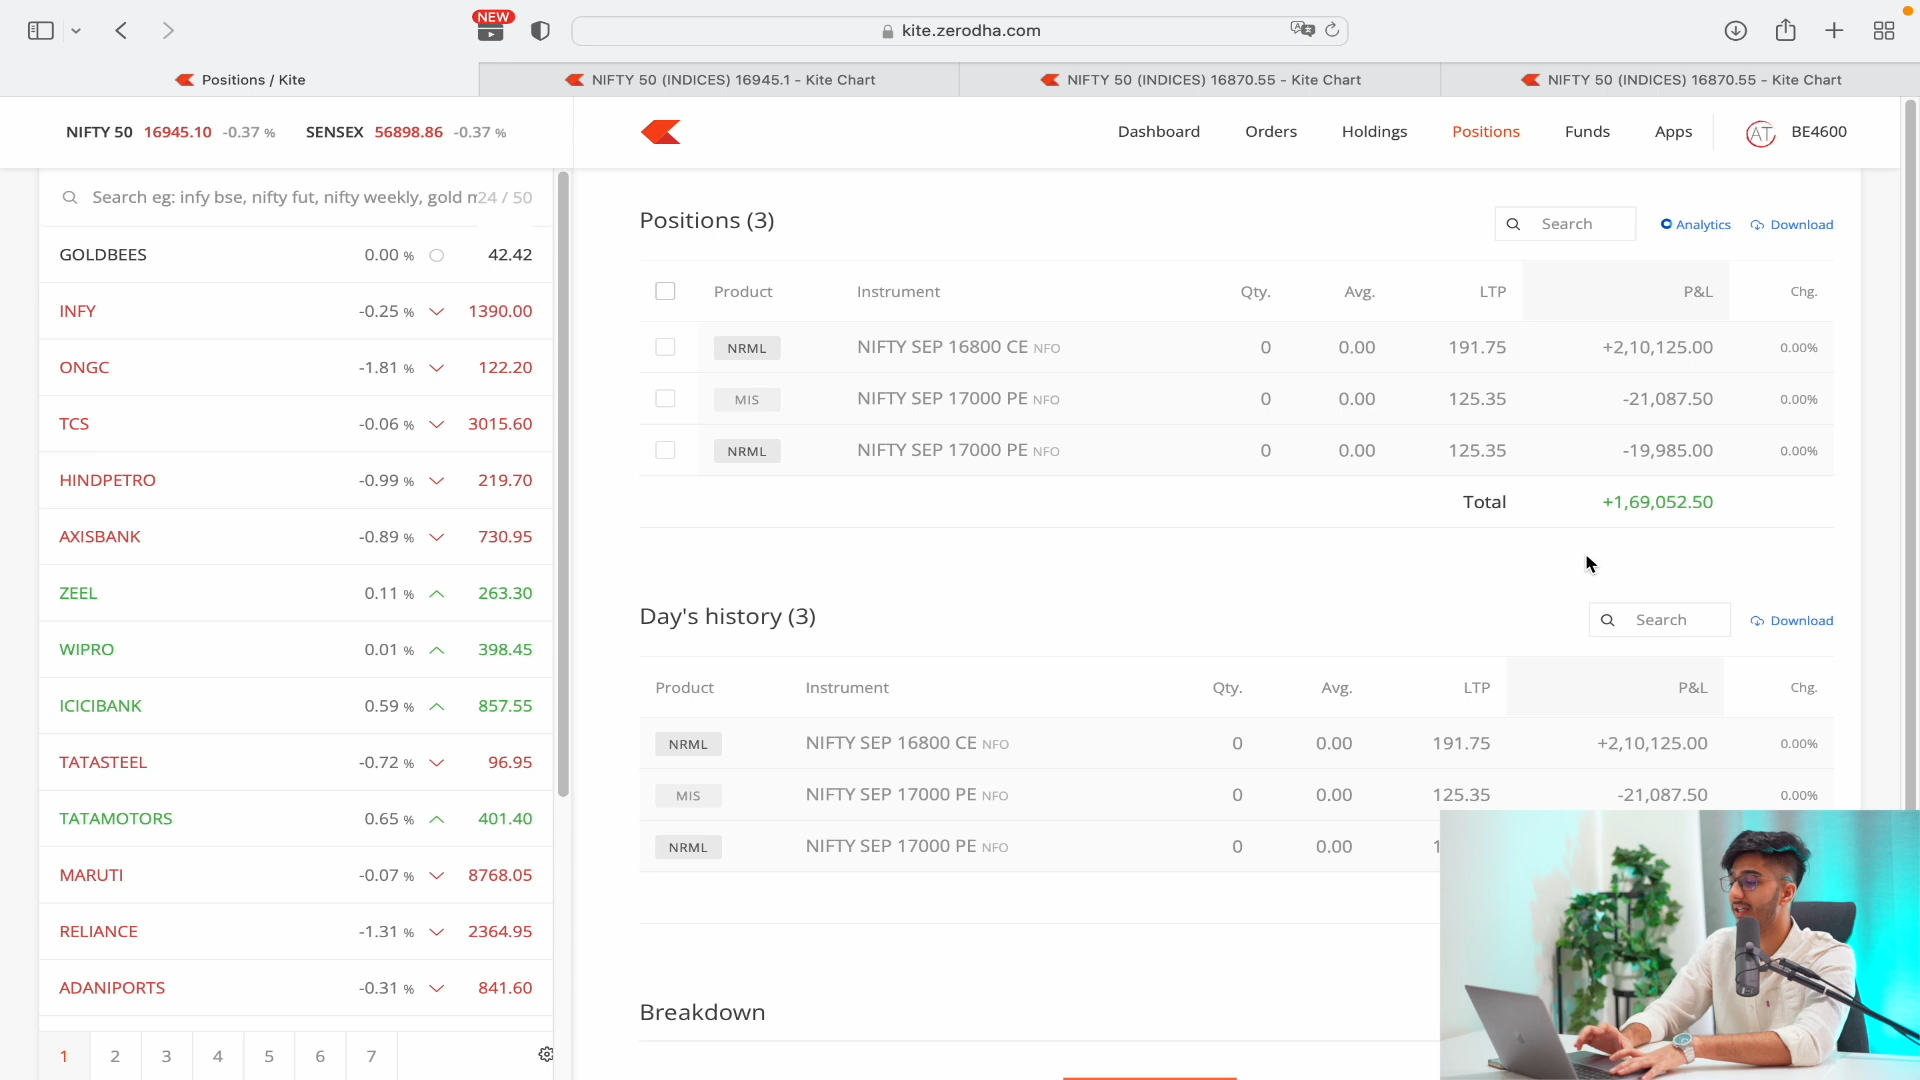 NEW
kite.zerodha.com
Positions / Kite
NIFTY 50 (INDICES) 16945.1 - Kite Chart
NIFTY 50 (INDICES) 16870.55 - Kite Chart
NIFTY 50 (INDICES) 16870.55 - Kite Chart
NIFTY 50 16945.10 -0.37 % SENSEX 56898.86 -0.37 %
Dashboard Orders Holdings Positions Funds Apps AT BE4600
Search eg: infy bse, nifty fut, nifty weekly, gold m 24 / 50
GOLDBEES 0.00 % 42.42
INFY -0.25 % 1390.00
ONGC -1.81 % 122.20
TCS -0.06 % 3015.60
HINDPETRO -0.99 % 219.70
AXISBANK -0.89 % 730.95
ZEEL 0.11 % 263.30
WIPRO 0.01 % 398.45
ICICIBANK 0.59 % 857.55
TATASTEEL -0.72 % 96.95
TATAMOTORS 0.65 % 401.40
MARUTI -0.07 % 8768.05
RELIANCE -1.31 % 2364.95
ADANIPORTS -0.31 % 841.60
1 2 3 4 5 6 7
Positions (3) Search Analytics Download
Product Instrument Qty. Avg. LTP P&L Chg.
NRML NIFTY SEP 16800 CE NFO 0 0.00 191.75 +2,10,125.00 0.00%
MIS NIFTY SEP 17000 PE NFO 0 0.00 125.35 -21,087.50 0.00%
NRML NIFTY SEP 17000 PE NFO 0 0.00 125.35 -19,985.00 0.00%
Total +1,69,052.50
Day's history (3) Search Download
Product Instrument Qty. Avg. LTP P&L Chg.
NRML NIFTY SEP 16800 CE NFO 0 0.00 191.75 +2,10,125.00 0.00%
MIS NIFTY SEP 17000 PE NFO 0 0.00 125.35 -21,087.50 0.00%
NRML NIFTY SEP 17000 PE NFO 0 0.00 1
Breakdown